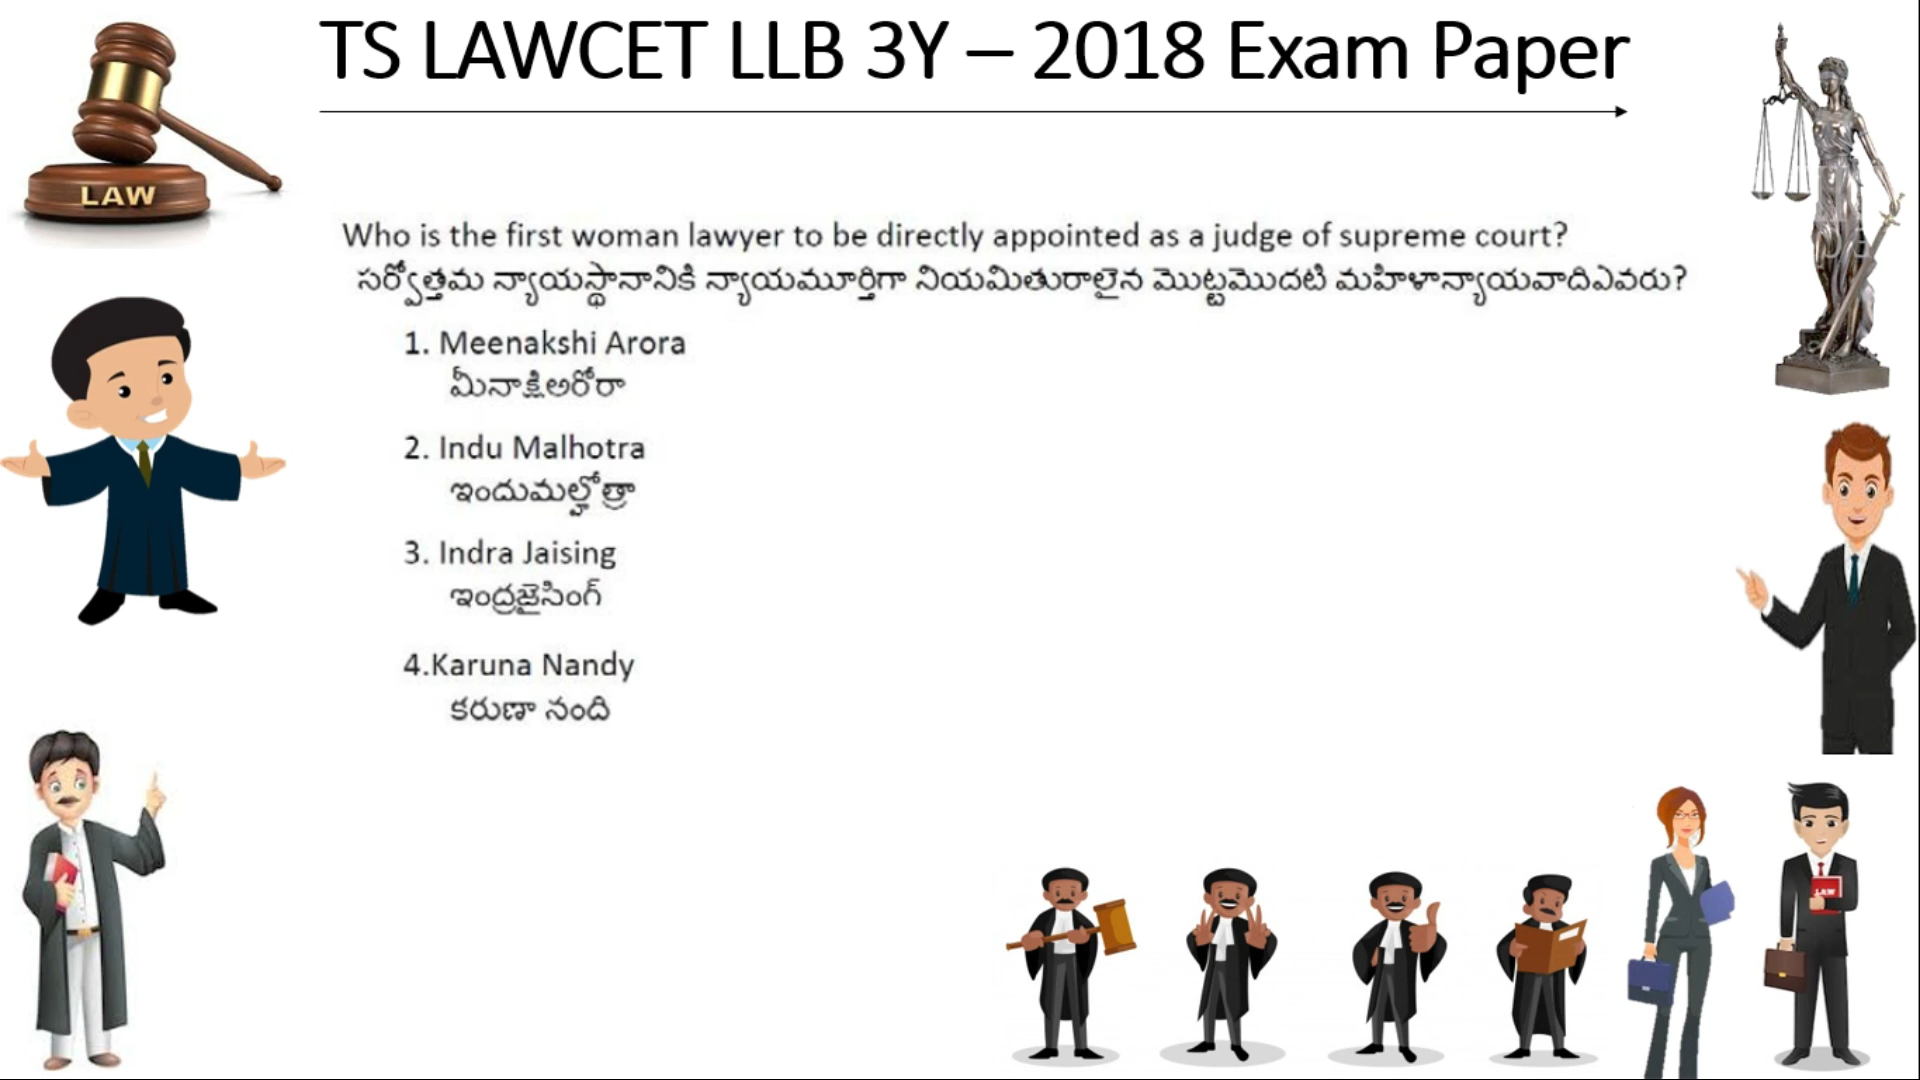 TS LAWCET LLB 3Y – 2018 Exam Paper
LAW
Who is the first woman lawyer to be directly appointed as a judge of supreme court?
సర్వోత్తమ న్యాయస్థానానికి న్యాయమూర్తిగా నియమితురాలైన మొట్టమొదటి మహిళాన్యాయవాదిఎవరు?
1. Meenakshi Arora
మీనాక్షిఅరోరా
2. Indu Malhotra
ఇందుమల్హోత్రా
3. Indra Jaising
ఇంద్రజైసింగ్
4.Karuna Nandy
కరుణా నంది
LAW